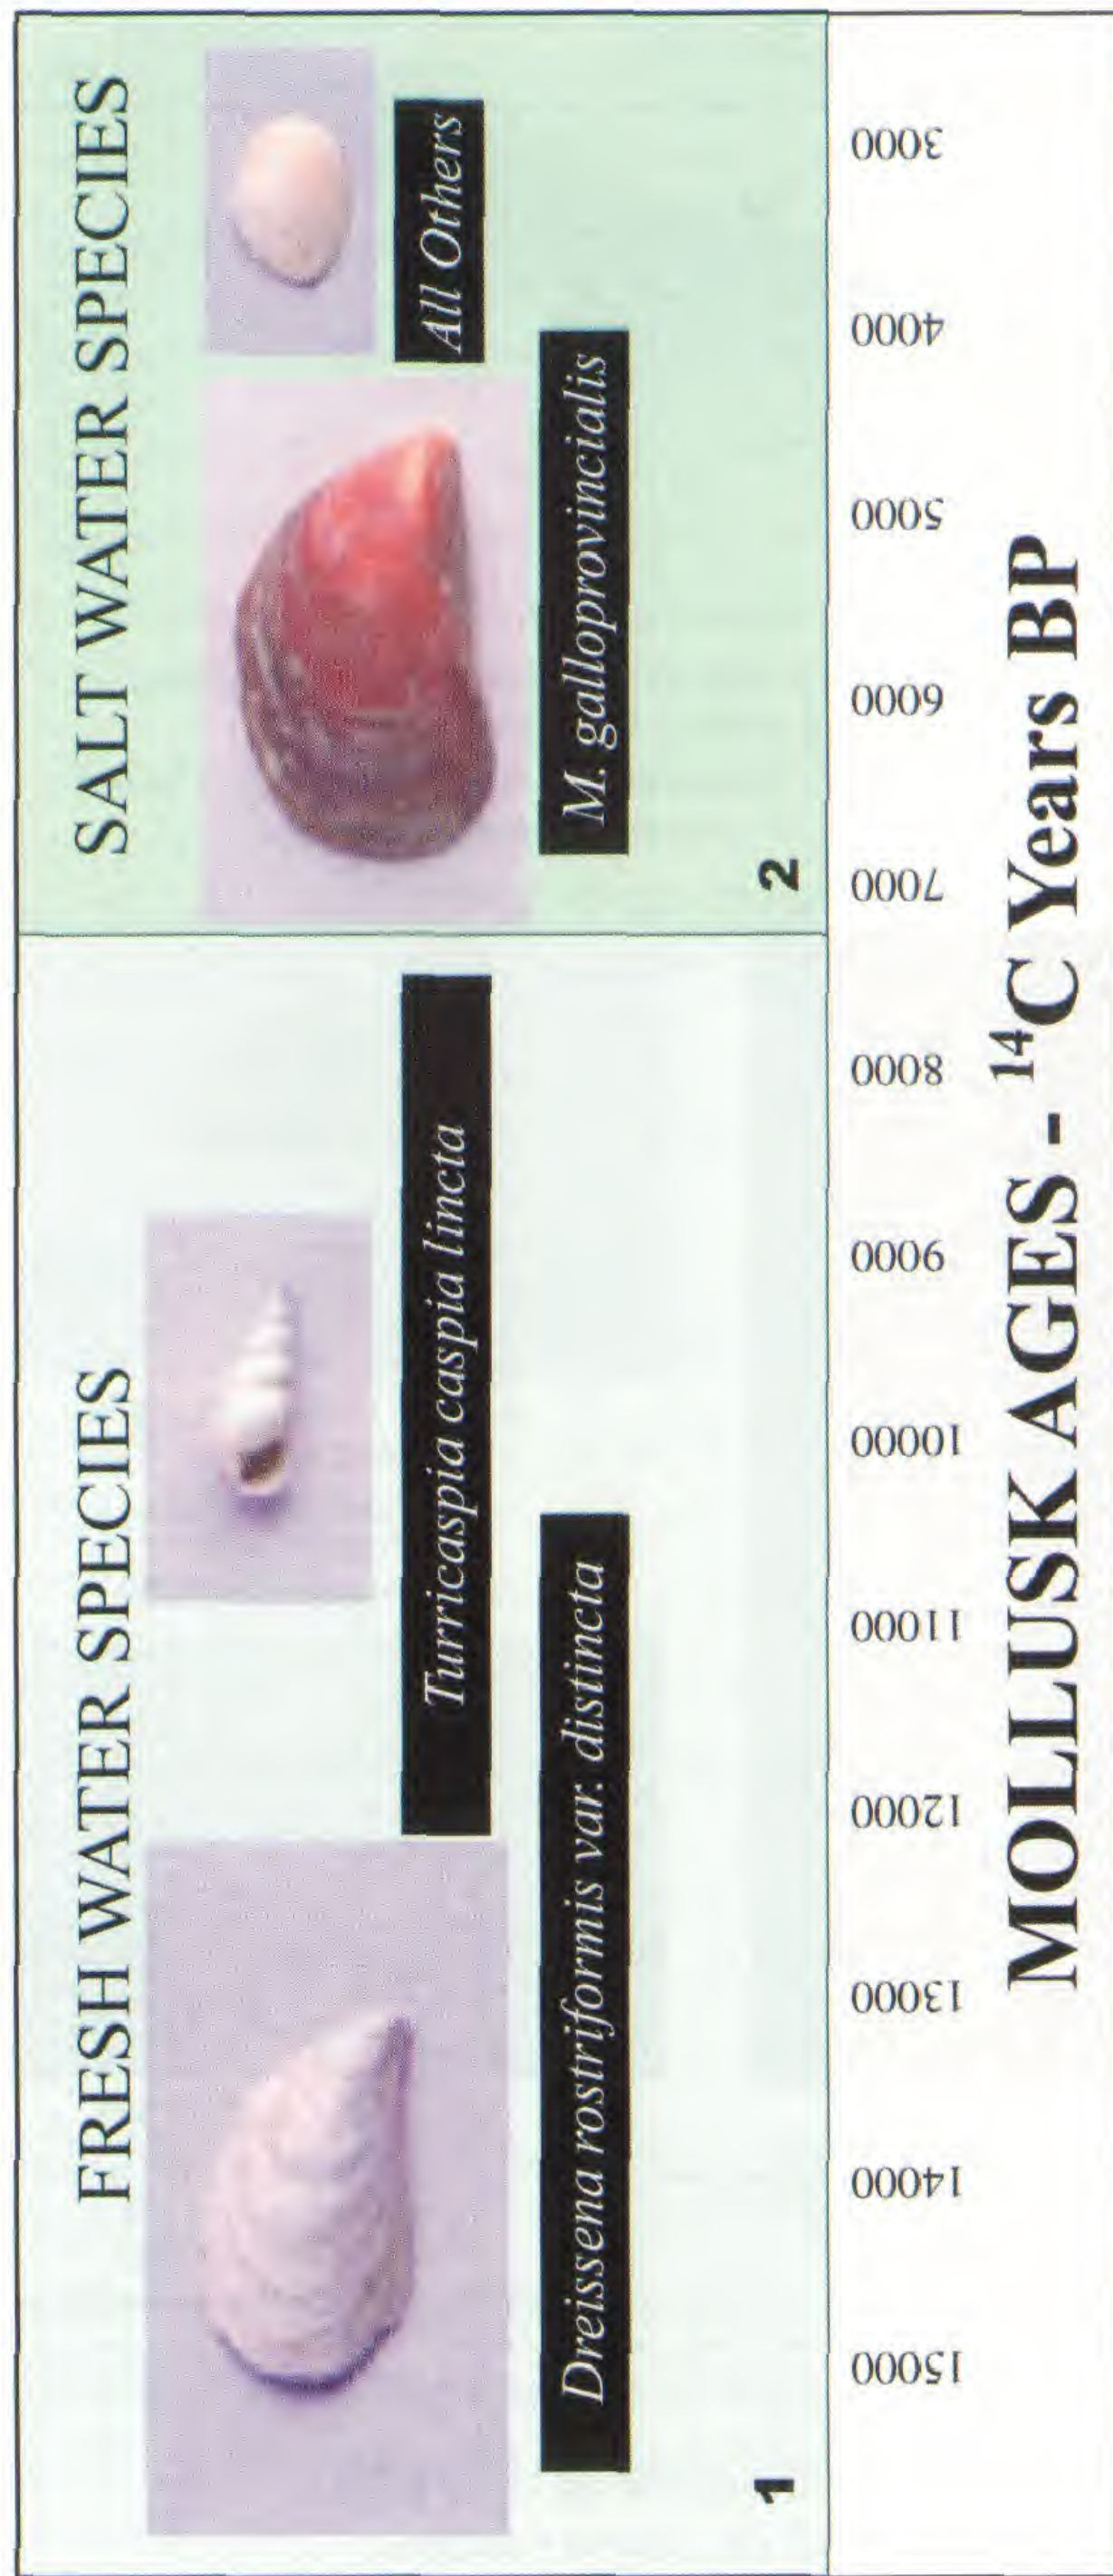 FRESH WATER SPECIES
Turricaspia caspia lincta
Dreissena rostriformis var. distincta
1
SALT WATER SPECIES
All Others
M. galloprovincialis
2
15000 14000 13000 12000 11000 10000 9000 8000 7000 6000 5000 4000 3000
MOLLUSK AGES - ¹⁴C Years BP